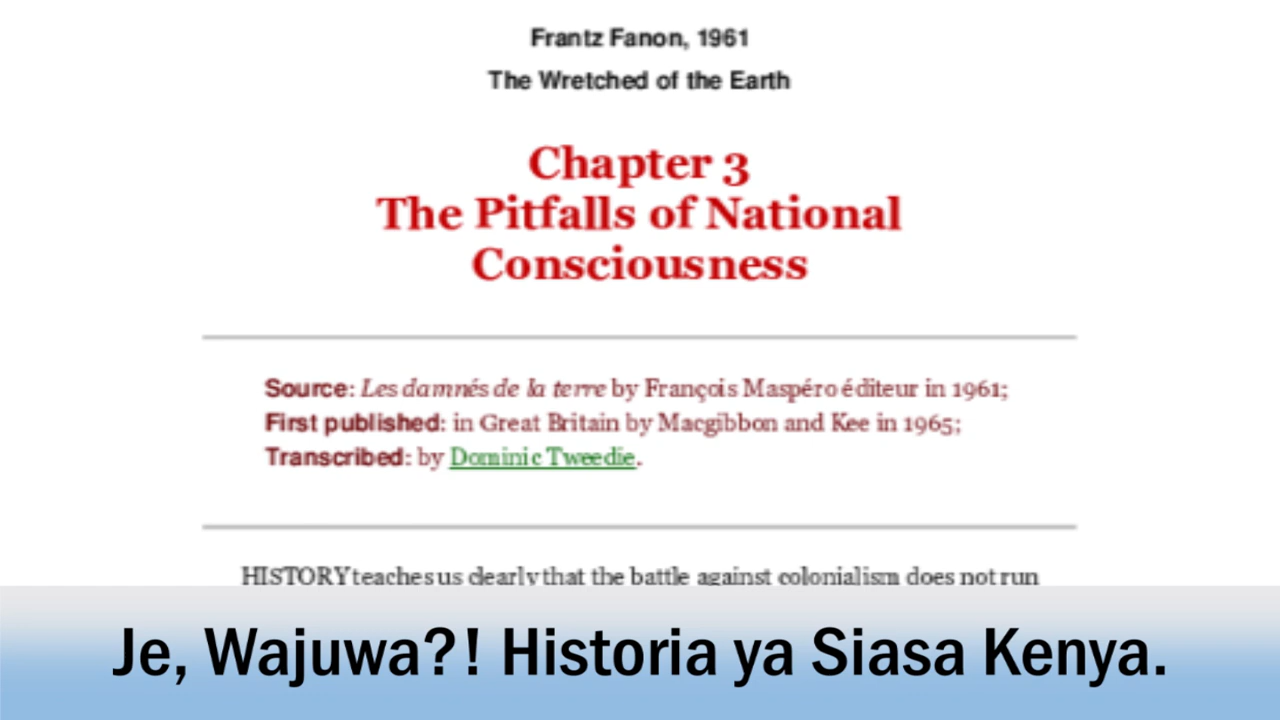 Frantz Fanon, 1961
The Wretched of the Earth
Chapter 3
The Pitfalls of National
Consciousness
Source: Les damnés de la terre by François Maspéro éditeur in 1961;
First published: in Great Britain by Macgibbon and Kee in 1965;
Transcribed: by Dominic Tweedie.
HISTORY teaches us clearly that the battle against colonialism does not run
Je, Wajuwa?! Historia ya Siasa Kenya.